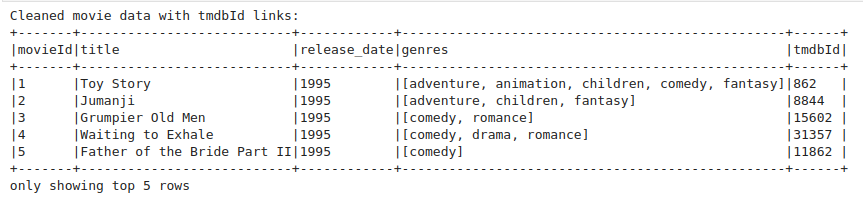 Cleaned movie data with tmdbId links:
+-------+---------------------------+------------+------------------------------------------------+------+
|movieId|title                      |release_date|genres                                          |tmdbId|
+-------+---------------------------+------------+------------------------------------------------+------+
|1      |Toy Story                  |1995        |[adventure, animation, children, comedy, fantasy]|862   |
|2      |Jumanji                    |1995        |[adventure, children, fantasy]                  |8844  |
|3      |Grumpier Old Men           |1995        |[comedy, romance]                               |15602 |
|4      |Waiting to Exhale          |1995        |[comedy, drama, romance]                        |31357 |
|5      |Father of the Bride Part II|1995        |[comedy]                                        |11862 |
+-------+---------------------------+------------+------------------------------------------------+------+
only showing top 5 rows